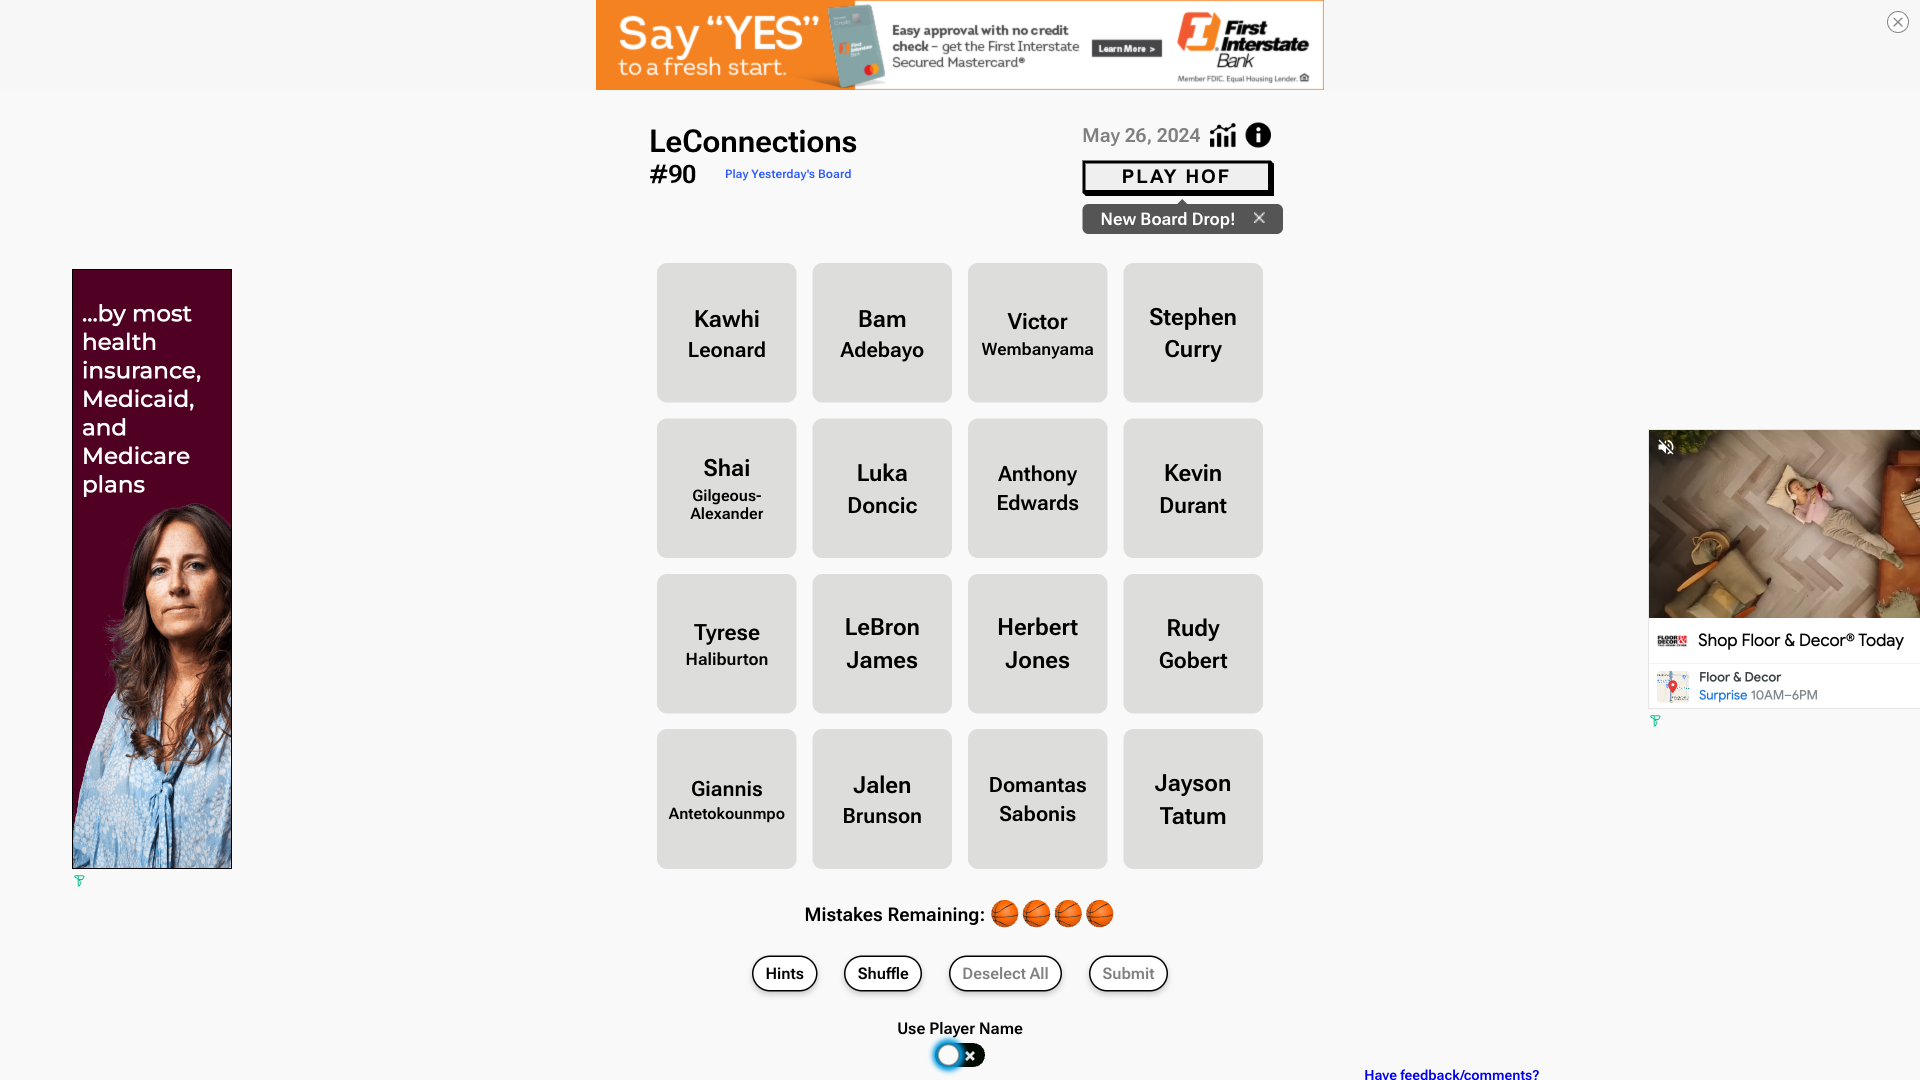 Say “YES”
to a fresh start.
Easy approval with no credit
check – get the First Interstate
Secured Mastercard®
Learn More >
First
Interstate
Bank
Member FDIC. Equal Housing Lender.
LeConnections
#90
Play Yesterday's Board
May 26, 2024
PLAY HOF
New Board Drop!
...by most
health
insurance,
Medicaid,
and
Medicare
plans
Kawhi
Leonard
Bam
Adebayo
Victor
Wembanyama
Stephen
Curry
Shai
Gilgeous-
Alexander
Luka
Doncic
Anthony
Edwards
Kevin
Durant
Tyrese
Haliburton
LeBron
James
Herbert
Jones
Rudy
Gobert
Giannis
Antetokounmpo
Jalen
Brunson
Domantas
Sabonis
Jayson
Tatum
FLOOR
DECOR
Shop Floor & Decor® Today
Floor & Decor
Surprise 10AM–6PM
Mistakes Remaining:
Hints
Shuffle
Deselect All
Submit
Use Player Name
Have feedback/comments?